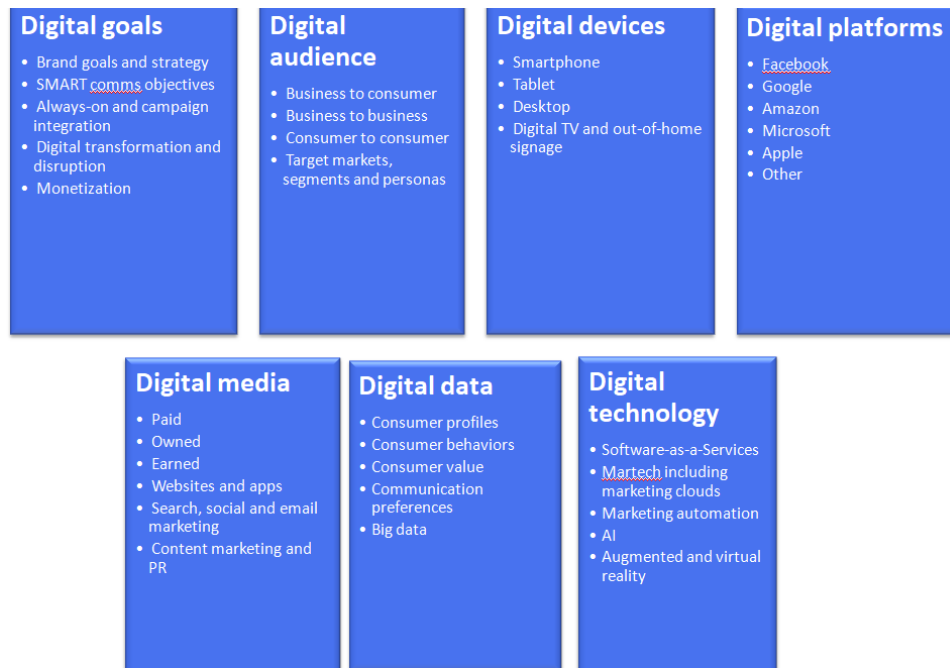 Digital goals
• Brand goals and strategy
• SMART comms objectives
• Always-on and campaign
integration
• Digital transformation and
disruption
• Monetization
Digital
audience
• Business to consumer
• Business to business
• Consumer to consumer
• Target markets,
segments and personas
Digital devices
• Smartphone
• Tablet
• Desktop
• Digital TV and out-of-home
signage
Digital platforms
• Facebook
• Google
• Amazon
• Microsoft
• Apple
• Other
Digital media
• Paid
• Owned
• Earned
• Websites and apps
• Search, social and email
marketing
• Content marketing and
PR
Digital data
• Consumer profiles
• Consumer behaviors
• Consumer value
• Communication
preferences
• Big data
Digital
technology
• Software-as-a-Services
• Martech including
marketing clouds
• Marketing automation
• AI
• Augmented and virtual
reality